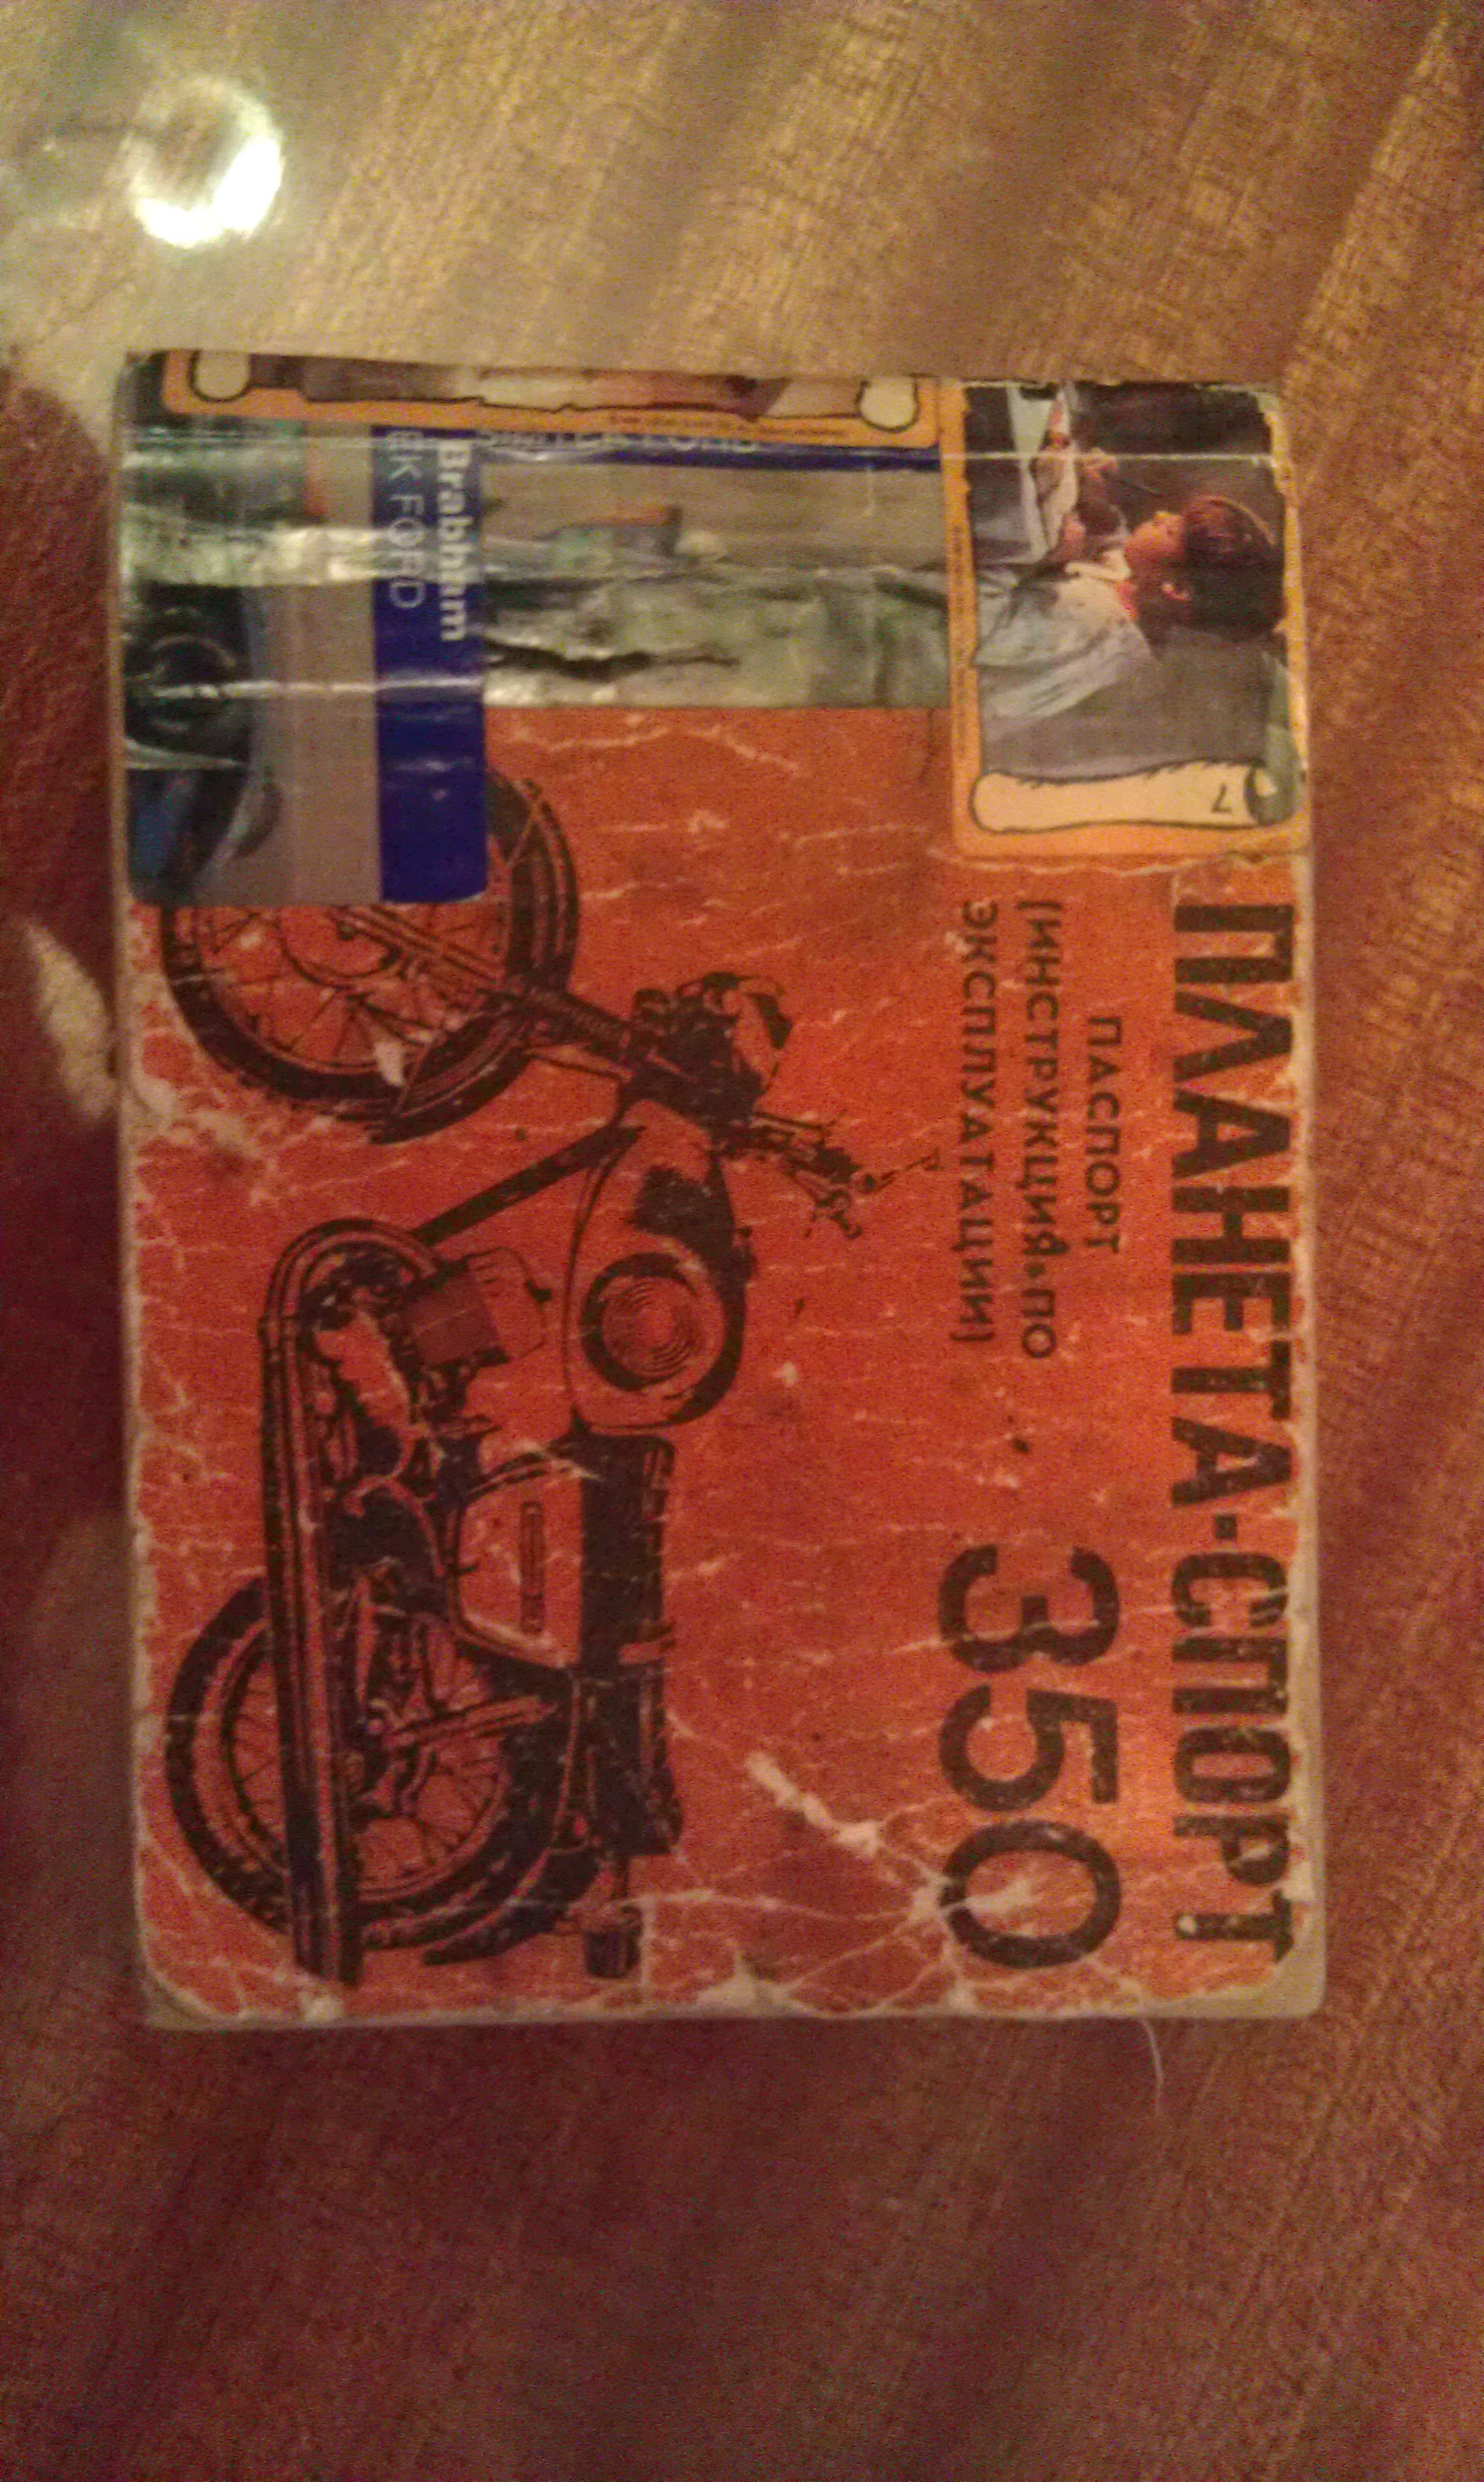 ПЛАНЕТА-СПОРТ
ПАСПОРТ
(ИНСТРУКЦИЯ ПО
ЭКСПЛУАТАЦИИ)
350
7
Brabham
FORD